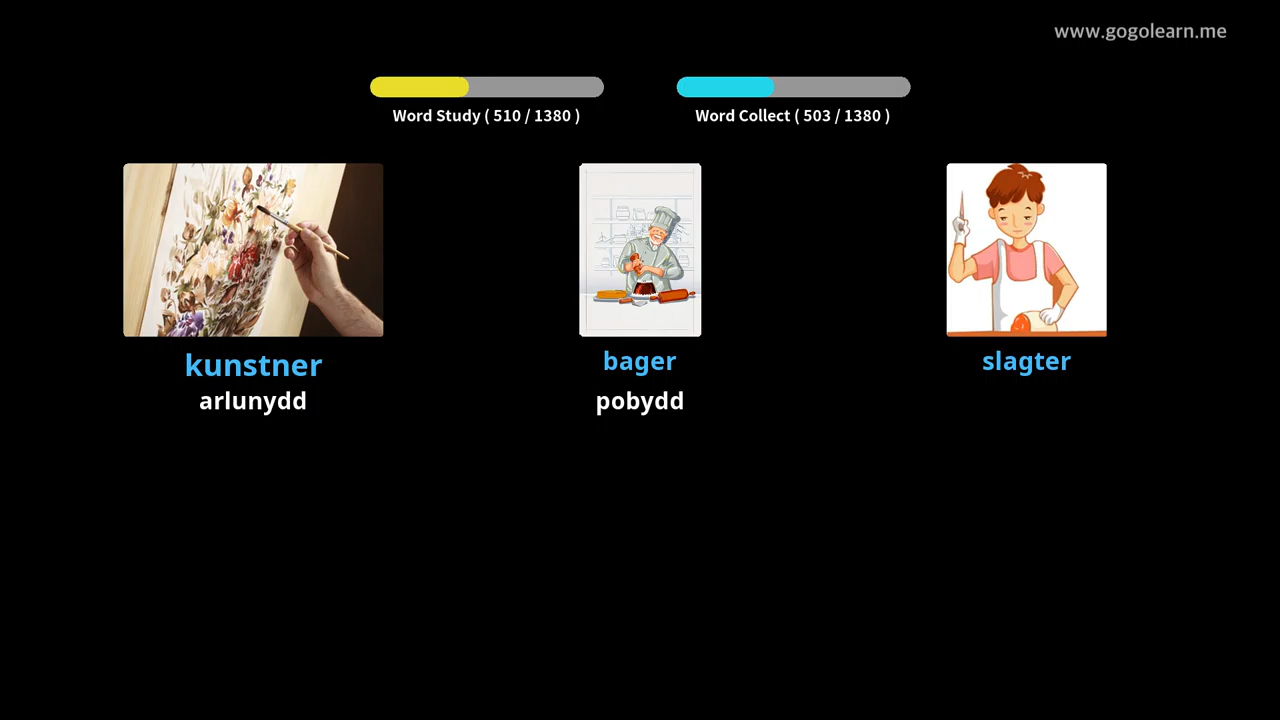 www.gogolearn.me
Word Study ( 510 / 1380 )
Word Collect ( 503 / 1380 )
kunstner
arlunydd
bager
pobydd
slagter